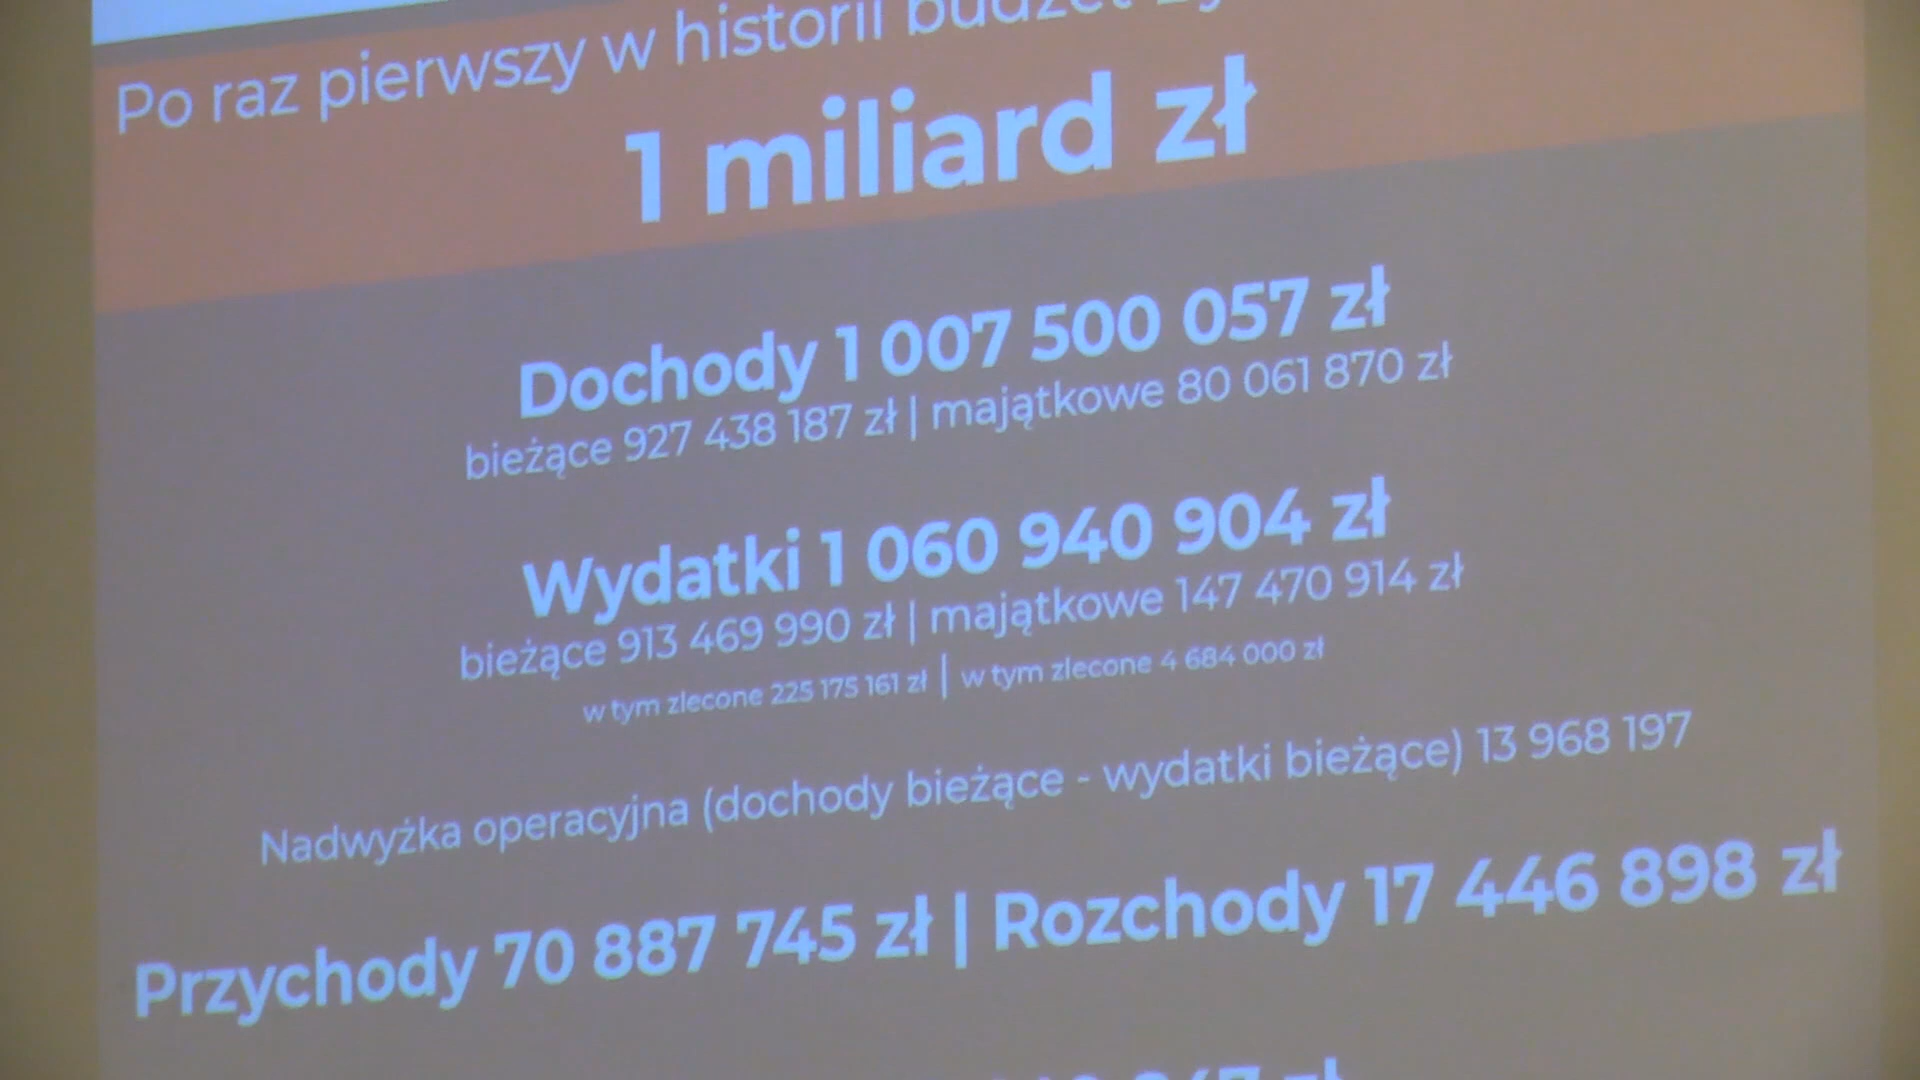 Po raz pierwszy w historii budżet
1 miliard zł
Dochody 1 007 500 057 zł
bieżące 927 438 187 zł | majątkowe 80 061 870 zł
Wydatki 1 060 940 904 zł
bieżące 913 469 990 zł | majątkowe 147 470 914 zł
w tym zlecone 225 175 161 zł | w tym zlecone 4 684 000 zł
Nadwyżka operacyjna (dochody bieżące - wydatki bieżące) 13 968 197
Przychody 70 887 745 zł | Rozchody 17 446 898 zł
zł